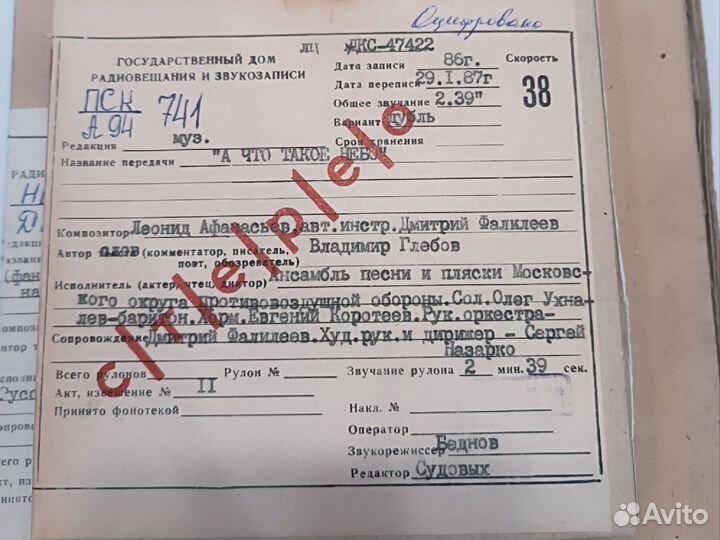 Оцифровано
ГОСУДАРСТВЕННЫЙ ДОМ
РАДИОВЕЩАНИЯ И ЗВУКОЗАПИСИ
ПСК
А 94
741
Редакция муз.
№ ДКС-47422
Дата записи 86г.
Дата переписи 29.I.87г
Общее звучание 2.39"
Вариант дубль
Срок хранения
Скорость
38
Название передачи "А ЧТО ТАКОЕ НЕБО"
с/т/е/р/е/о
Композитор Леонид Афанасьев, авт.инстр.Дмитрий Фалилеев
Автор слов (комментатор, писатель, Владимир Глебов
поэт, обозреватель)
Исполнитель (актер, чтец, диктор) Ансамбль песни и пляски Московс-
кого округа противовоздушной обороны.Сол.Олег Ухна-
лев-баритон.Хорм.Евгений Коротеев.Рук.оркестра-
Сопровождение Дмитрий Фалилеев.Худ.рук.и дирижер - Сергей
Назарко
Всего рулонов Рулон № Звучание рулона 2 мин. 39 сек.
Акт, извещение № II
Принято фонотекой
Накл. №
Оператор
Звукорежиссер Беднов
Редактор Судовых
Avito